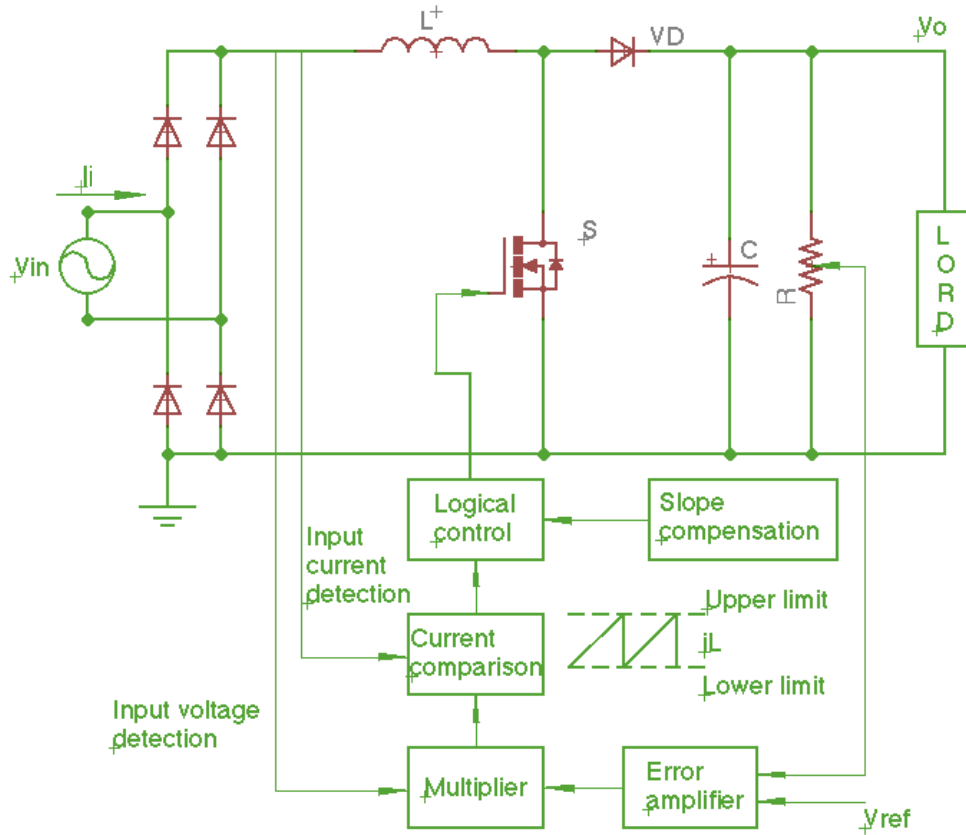 L
VD
Vo
Ii
Vin
S
C
R
L
O
R
D
Logical
control
Slope
compensation
Input
current
detection
Upper limit
iL
Lower limit
Current
comparison
Input voltage
detection
Multiplier
Error
amplifier
Vref